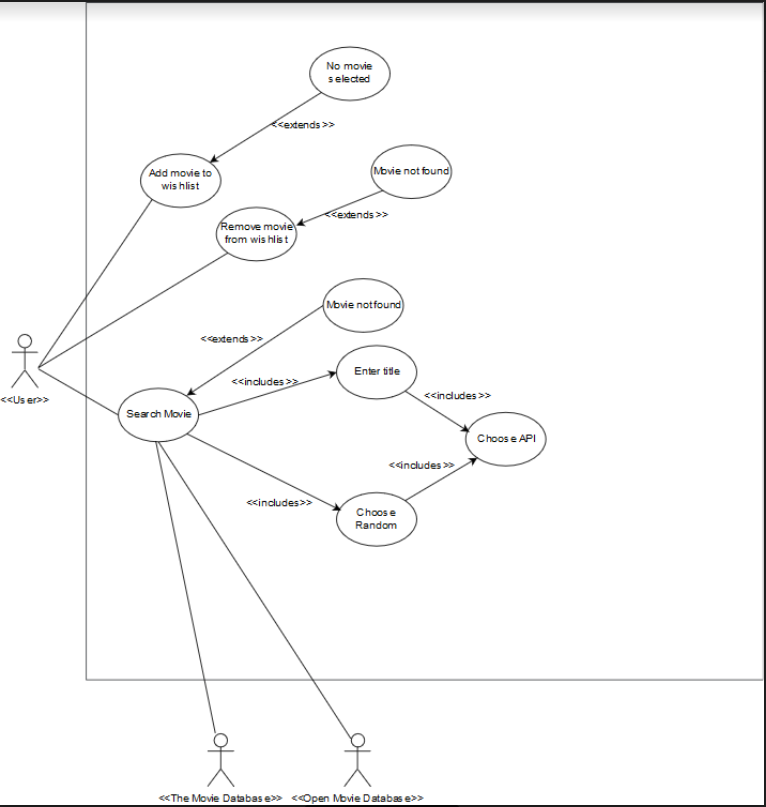 No movie
selected
<<extends>>
Add movie to
wishlist
Movie not found
<<extends>>
Remove movie
from wishlist
Movie not found
<<extends>>
Enter title
<<includes>>
<<includes>>
<<User>>
Search Movie
Choose API
<<includes>>
<<includes>>
Choose
Random
<<The Movie Database>>
<<Open Movie Database>>